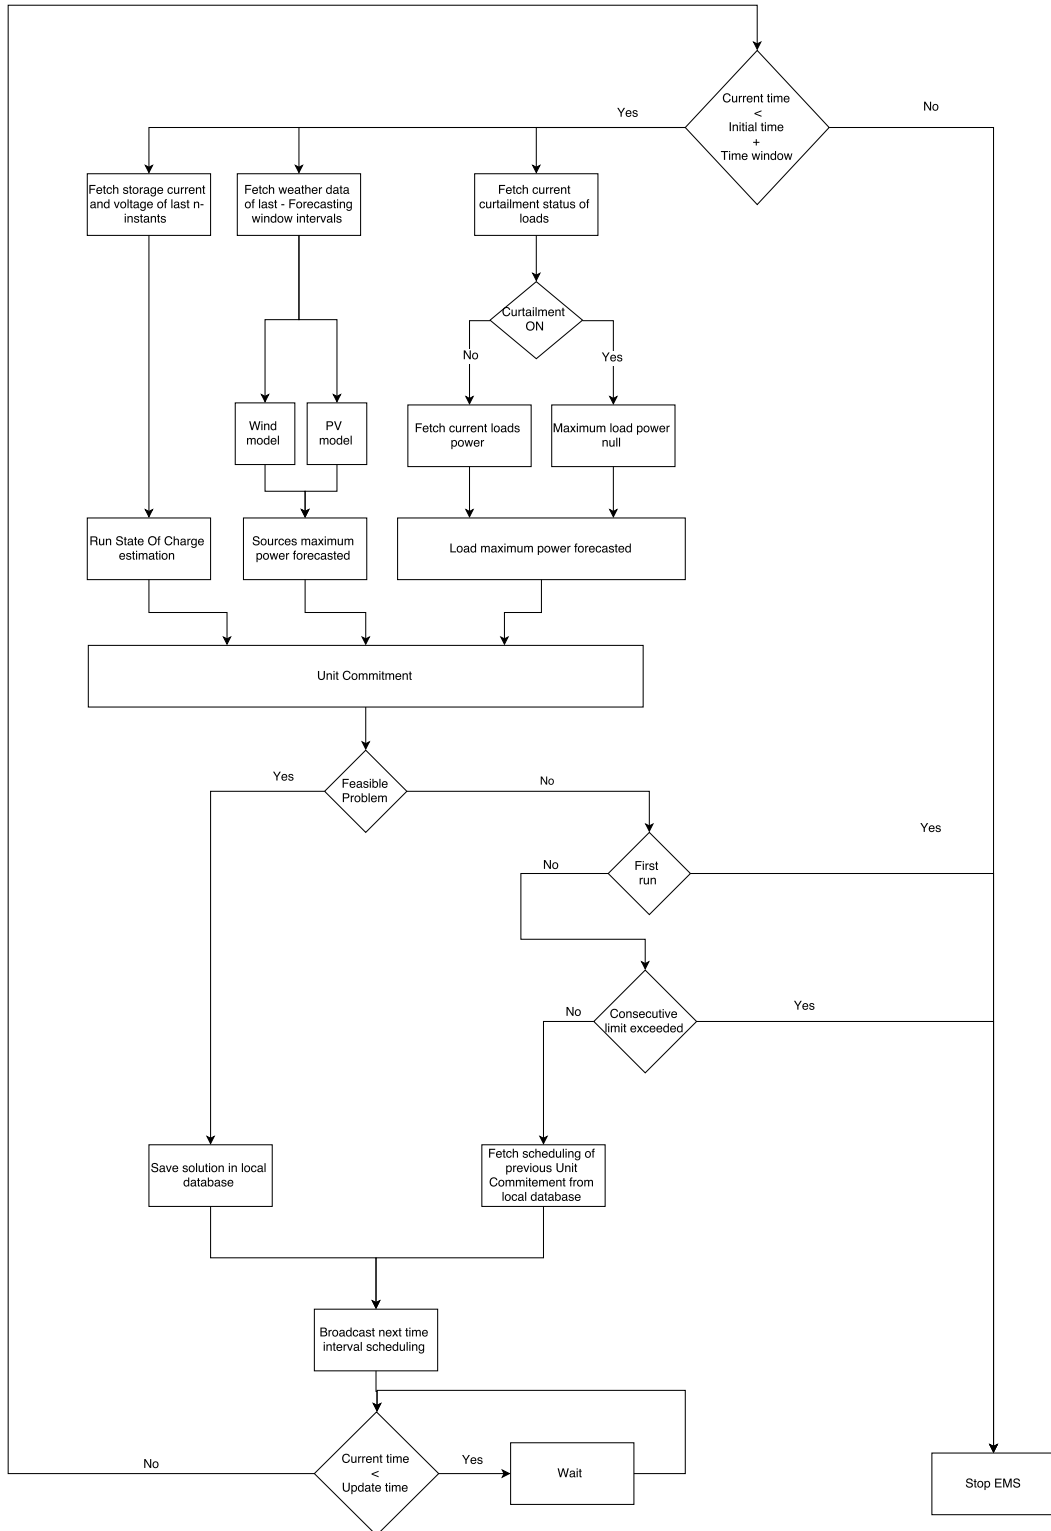 Current time
<
Initial time
+
Time window
Yes
No
Fetch storage current
and voltage of last n-
instants
Fetch weather data
of last - Forecasting
window intervals
Fetch current
curtailment status of
loads
Curtailment
ON
No
Yes
Wind
model
PV
model
Fetch current loads
power
Maximum load power
null
Run State Of Charge
estimation
Sources maximum
power forecasted
Load maximum power forecasted
Unit Commitment
Feasible
Problem
Yes
No
First
run
No
Yes
Consecutive
limit exceeded
No
Yes
Save solution in local
database
Fetch scheduling of
previous Unit
Commitement from
local database
Broadcast next time
interval scheduling
Current time
<
Update time
No
Yes
Wait
Stop EMS